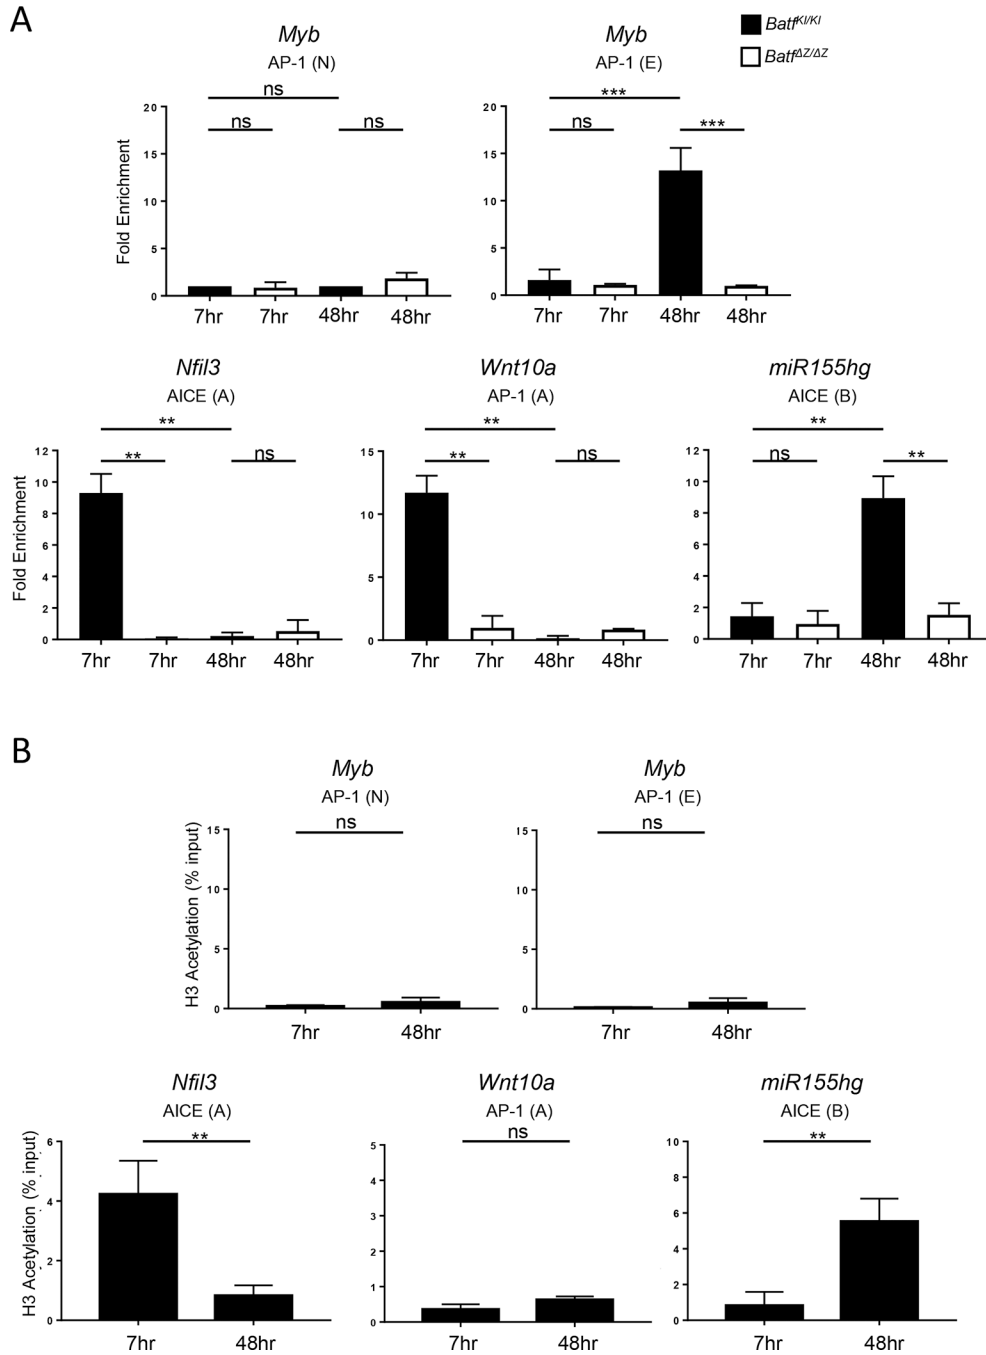 A
Batf^KI/KI
Batf^ΔZ/ΔZ
Myb
AP-1 (N)
ns
ns ns
Fold Enrichment
20
15
10
5
0
7hr 7hr 48hr 48hr
Myb
AP-1 (E)
***
ns ***
20
15
10
5
0
7hr 7hr 48hr 48hr
Nfil3
AICE (A)
**
** ns
Fold Enrichment
12
10
8
6
4
2
0
7hr 7hr 48hr 48hr
Wnt10a
AP-1 (A)
**
** ns
15
10
5
0
7hr 7hr 48hr 48hr
miR155hg
AICE (B)
**
ns **
12
10
8
6
4
2
0
7hr 7hr 48hr 48hr
B
Myb
AP-1 (N)
ns
H3 Acetylation (% input)
15
10
5
0
7hr 48hr
Myb
AP-1 (E)
ns
15
10
5
0
7hr 48hr
Nfil3
AICE (A)
**
H3 Acetylation (% input)
6
4
2
0
7hr 48hr
Wnt10a
AP-1 (A)
ns
5
4
3
2
1
0
7hr 48hr
miR155hg
AICE (B)
**
10
8
6
4
2
0
7hr 48hr